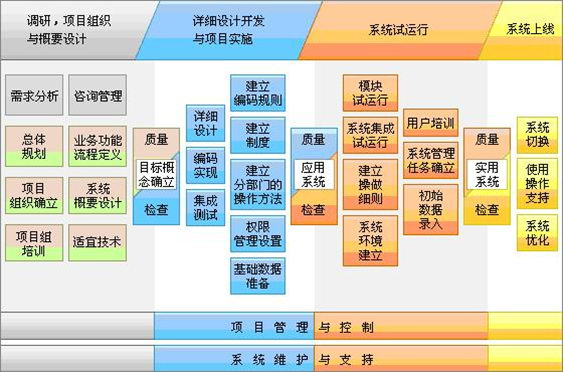 调研，项目组织
与概要设计
详细设计开发
与项目实施
系统试运行
系统上线
需求分析
咨询管理
总体
规划
业务功能
流程定义
项目
组织确立
系统
概要设计
项目组
培训
适宜技术
质量
目标概
念确立
检查
详细
设计
编码
实现
集成
测试
建立
编码规则
建立
制度
建立
分部门的
操作方法
权限
管理设置
基础数据
准备
质量
应用
系统
检查
模块
试运行
系统集成
试运行
建立
操做
细则
系统
环境
建立
用户培训
系统管理
任务确立
初始
数据
录入
质量
实用
系统
检查
系统
切换
使用
操作
支持
系统
优化
项目管理与控制
系统维护与支持